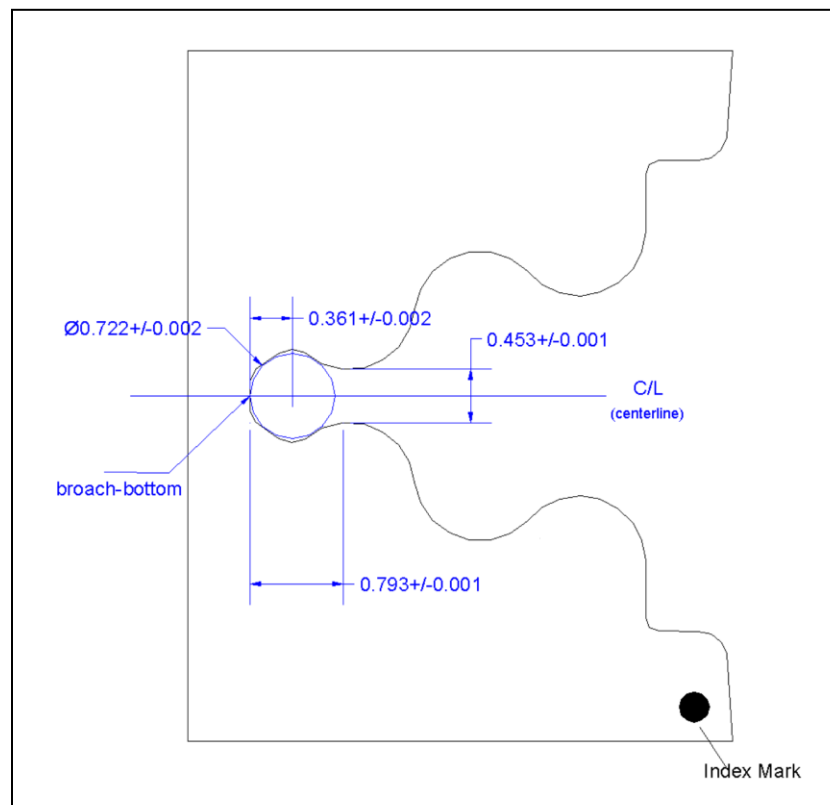 0.361+/-0.002
Ø0.722+/-0.002
0.453+/-0.001
C/L
(centerline)
broach-bottom
0.793+/-0.001
Index Mark